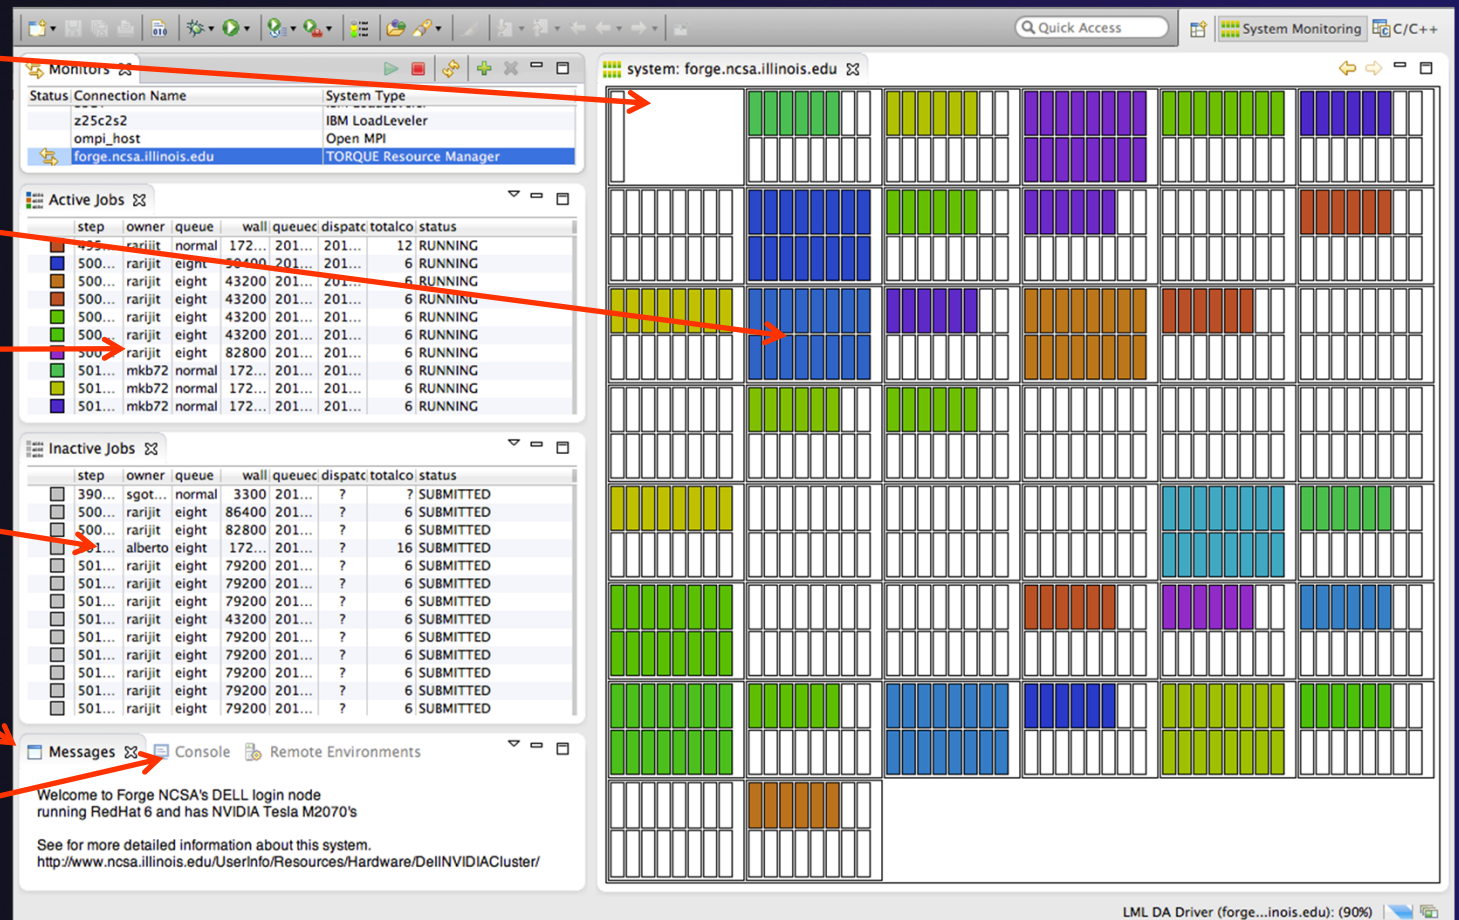 Quick Access
System Monitoring
C/C++
Monitors
Status Connection Name System Type
z25c2s2 IBM LoadLeveler
ompi_host Open MPI
forge.ncsa.illinois.edu TORQUE Resource Manager
Active Jobs
step owner queue wall queuec dispatc totalco status
rarijit normal 172... 201... 201... 12 RUNNING
500... rarijit eight 201... 201... 6 RUNNING
500... rarijit eight 43200 201... 201... 6 RUNNING
500... rarijit eight 43200 201... 201... 6 RUNNING
500... rarijit eight 43200 201... 201... 6 RUNNING
500... rarijit eight 43200 201... 201... 6 RUNNING
500... rarijit eight 82800 201... 201... 6 RUNNING
501... mkb72 normal 172... 201... 201... 6 RUNNING
501... mkb72 normal 172... 201... 201... 6 RUNNING
501... mkb72 normal 172... 201... 201... 6 RUNNING
Inactive Jobs
step owner queue wall queuec dispatc totalco status
390... sgot... normal 3300 201... ? ? SUBMITTED
500... rarijit eight 86400 201... ? 6 SUBMITTED
500... rarijit eight 82800 201... ? 6 SUBMITTED
501... alberto eight 172... 201... ? 16 SUBMITTED
501... rarijit eight 79200 201... ? 6 SUBMITTED
501... rarijit eight 79200 201... ? 6 SUBMITTED
501... rarijit eight 79200 201... ? 6 SUBMITTED
501... rarijit eight 43200 201... ? 6 SUBMITTED
501... rarijit eight 79200 201... ? 6 SUBMITTED
501... rarijit eight 79200 201... ? 6 SUBMITTED
501... rarijit eight 79200 201... ? 6 SUBMITTED
501... rarijit eight 79200 201... ? 6 SUBMITTED
501... rarijit eight 79200 201... ? 6 SUBMITTED
Messages Console Remote Environments
Welcome to Forge NCSA's DELL login node
running RedHat 6 and has NVIDIA Tesla M2070's
See for more detailed information about this system.
http://www.ncsa.illinois.edu/UserInfo/Resources/Hardware/DellNVIDIACluster/
system: forge.ncsa.illinois.edu
LML DA Driver (forge...inois.edu): (90%)